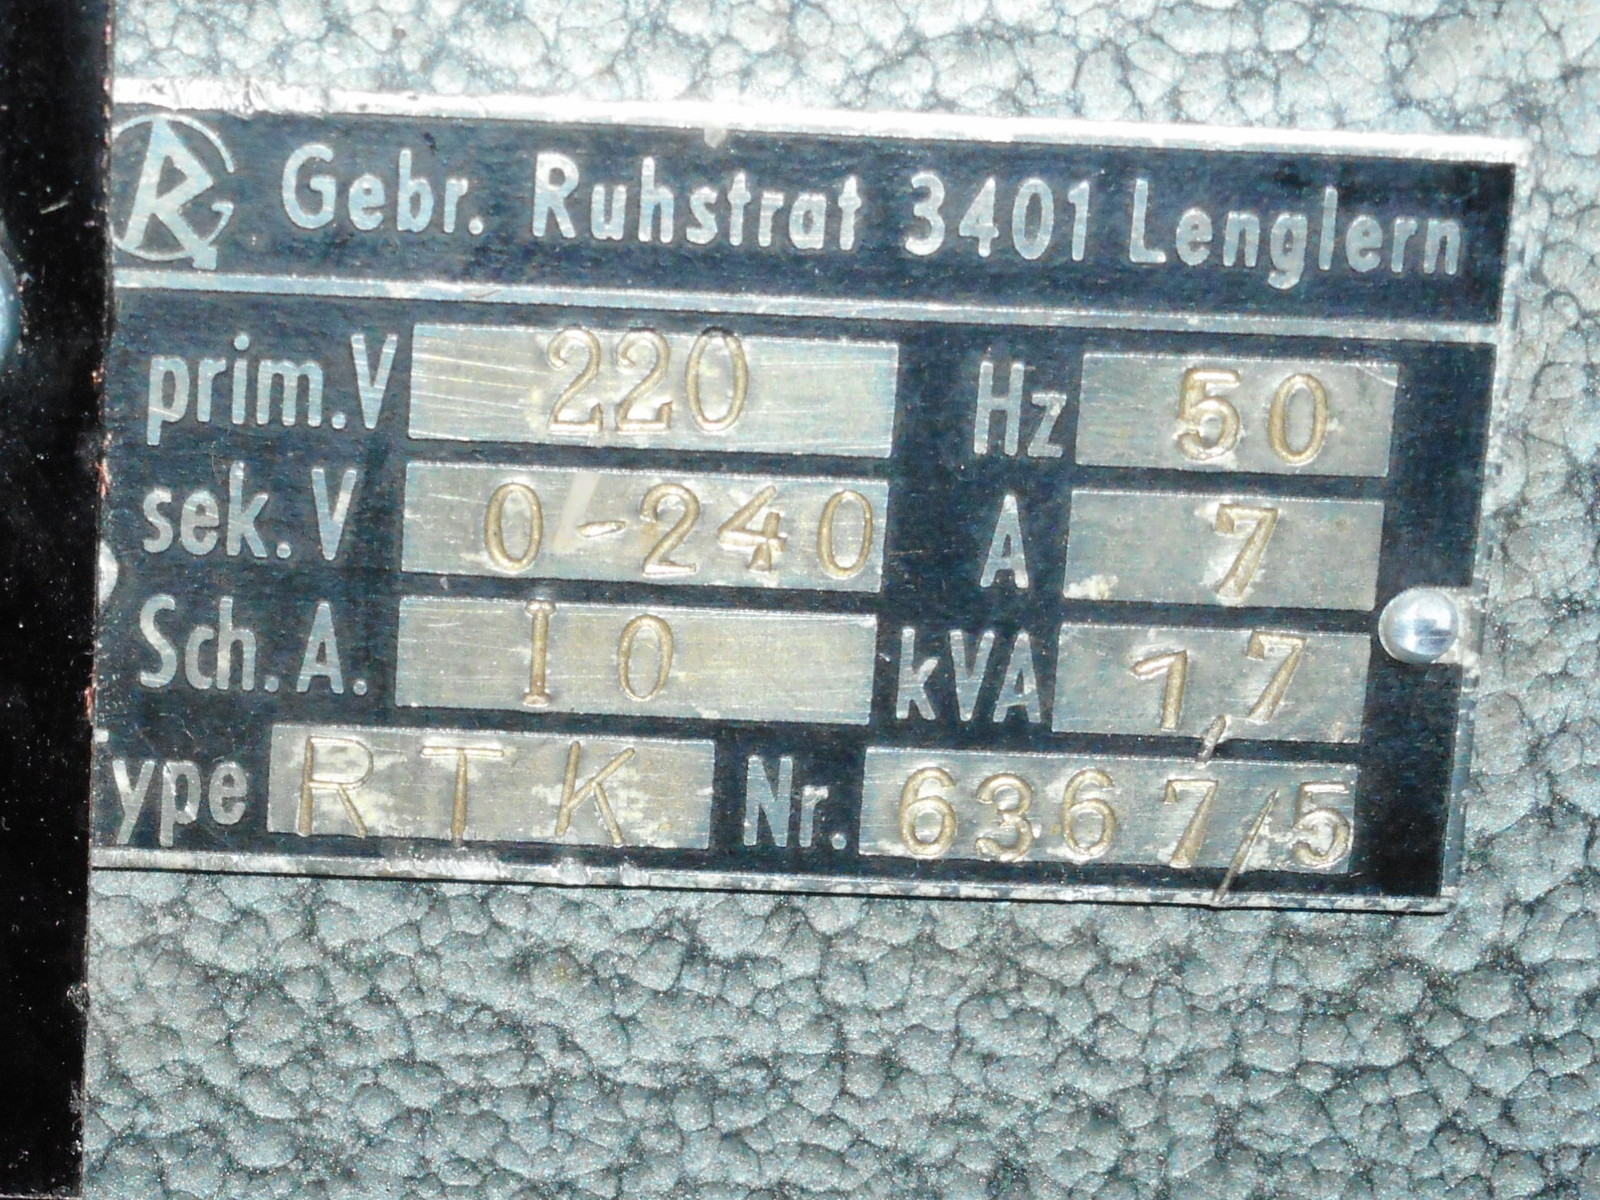 R Gebr. Ruhstrat 3401 Lenglern
prim.V 220 Hz 50
sek.V 0-240 A 7
Sch.A. I0 kVA 1,7
ype RTK Nr. 6367/5